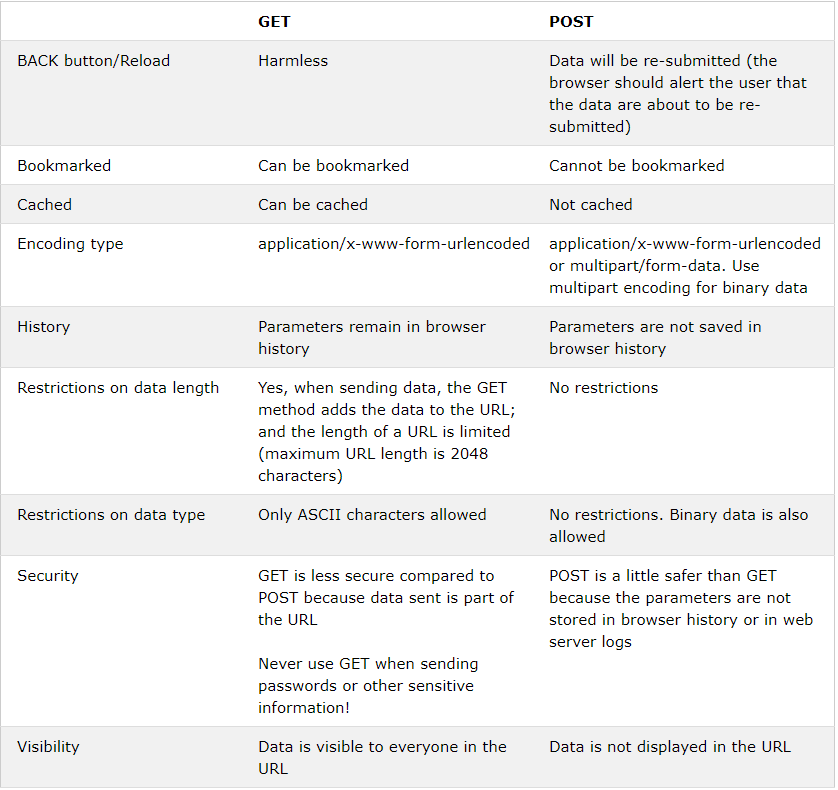 GET POST
BACK button/Reload Harmless Data will be re-submitted (the
browser should alert the user that
the data are about to be re-
submitted)
Bookmarked Can be bookmarked Cannot be bookmarked
Cached Can be cached Not cached
Encoding type application/x-www-form-urlencoded application/x-www-form-urlencoded
or multipart/form-data. Use
multipart encoding for binary data
History Parameters remain in browser Parameters are not saved in
history browser history
Restrictions on data length Yes, when sending data, the GET No restrictions
method adds the data to the URL;
and the length of a URL is limited
(maximum URL length is 2048
characters)
Restrictions on data type Only ASCII characters allowed No restrictions. Binary data is also
allowed
Security GET is less secure compared to POST is a little safer than GET
POST because data sent is part of because the parameters are not
the URL stored in browser history or in web
server logs
Never use GET when sending
passwords or other sensitive
information!
Visibility Data is visible to everyone in the Data is not displayed in the URL
URL